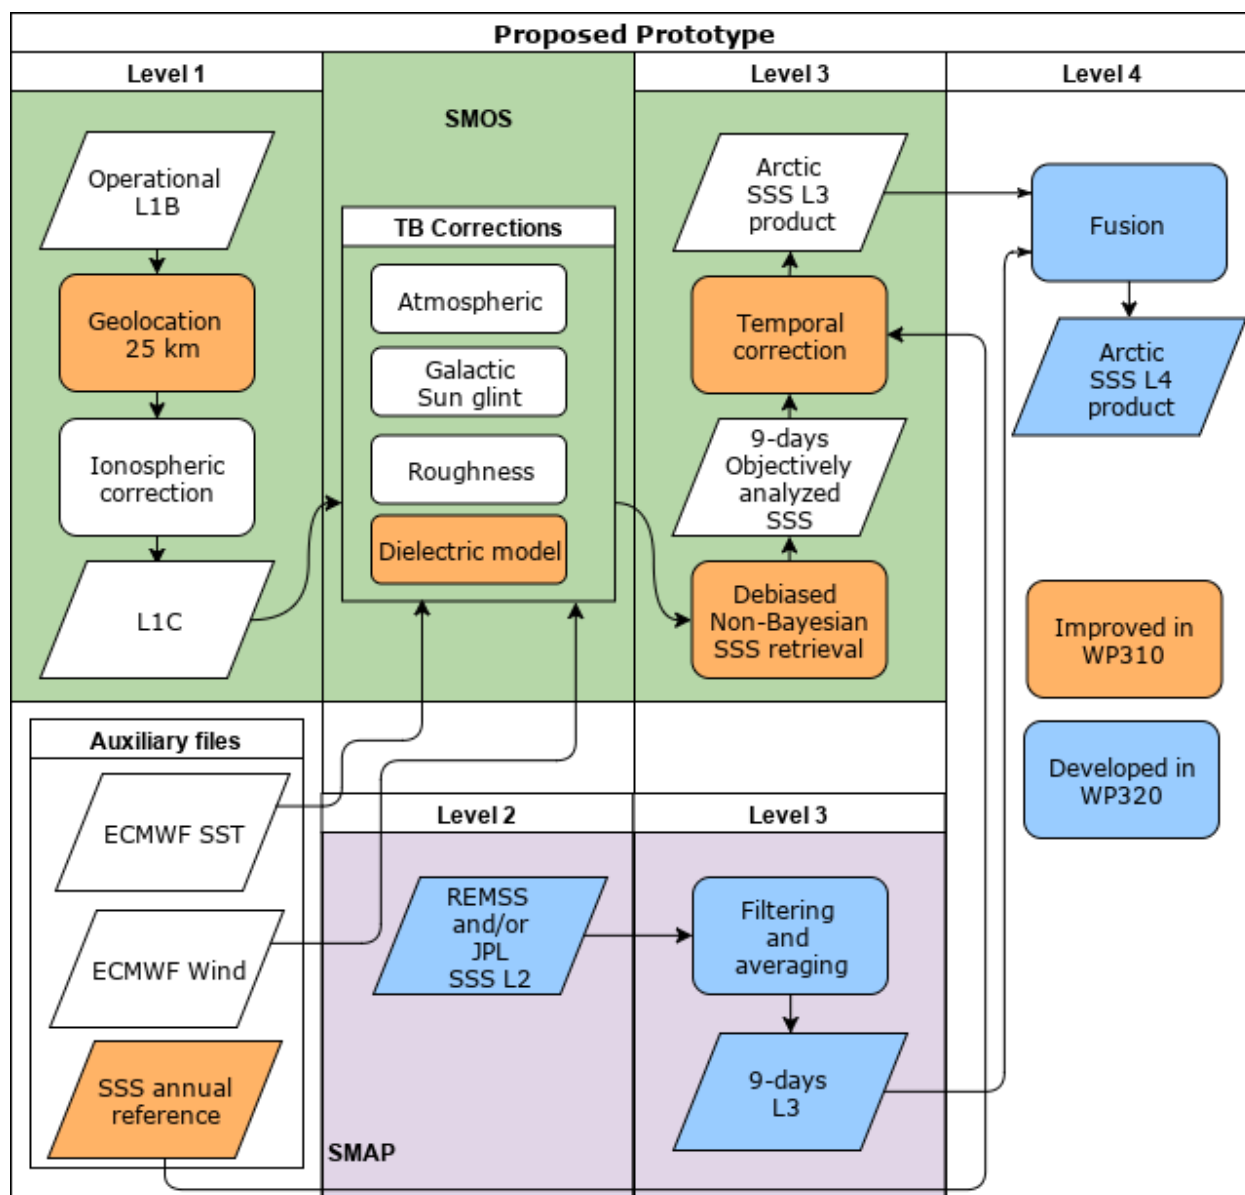 Proposed Prototype
Level 1
Level 3
Level 4
SMOS
Operational
L1B
Geolocation
25 km
Ionospheric
correction
L1C
TB Corrections
Atmospheric
Galactic
Sun glint
Roughness
Dielectric model
Arctic
SSS L3
product
Temporal
correction
9-days
Objectively
analyzed
SSS
Debiased
Non-Bayesian
SSS retrieval
Fusion
Arctic
SSS L4
product
Improved in
WP310
Developed in
WP320
Auxiliary files
ECMWF SST
ECMWF Wind
SSS annual
reference
Level 2
Level 3
REMSS
and/or
JPL
SSS L2
Filtering
and
averaging
9-days
L3
SMAP